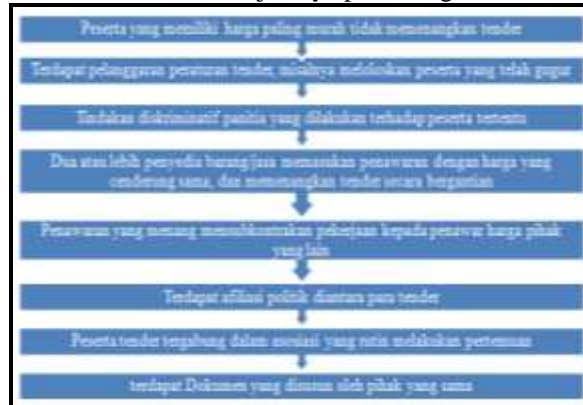 Peserta yang memiliki harga paling murah tidak memenangkan tender
Terdapat pelanggaran peraturan tender, misalnya meloloskan peserta yang telah gugur
Tindakan diskriminatif panitia yang dilakukan terhadap peserta tertentu
Dua atau lebih penyedia barang/jasa memasukan penawaran dengan harga yang
cenderung sama, dan memenangkan tender secara bergantian
Penawaran yang menang mensubkontrakan pekerjaan kepada penawar harga pihak
yang lain
Terdapat afiliasi politik diantara para tender
Peserta tender tergabung dalam asosiasi yang rutin melakukan pertemuan
terdapat Dokumen yang disusun oleh pihak yang sama